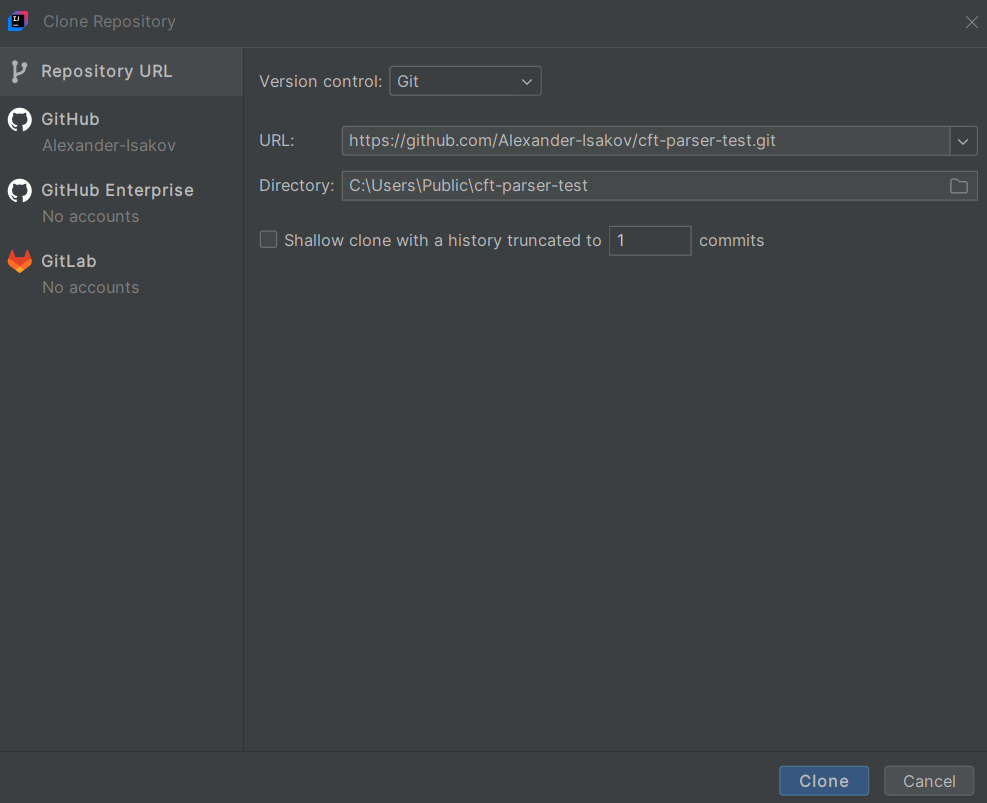 Clone Repository
Repository URL
GitHub
Alexander-Isakov
GitHub Enterprise
No accounts
GitLab
No accounts
Version control: Git
URL: https://github.com/Alexander-Isakov/cft-parser-test.git
Directory: C:\Users\Public\cft-parser-test
Shallow clone with a history truncated to 1 commits
Clone Cancel